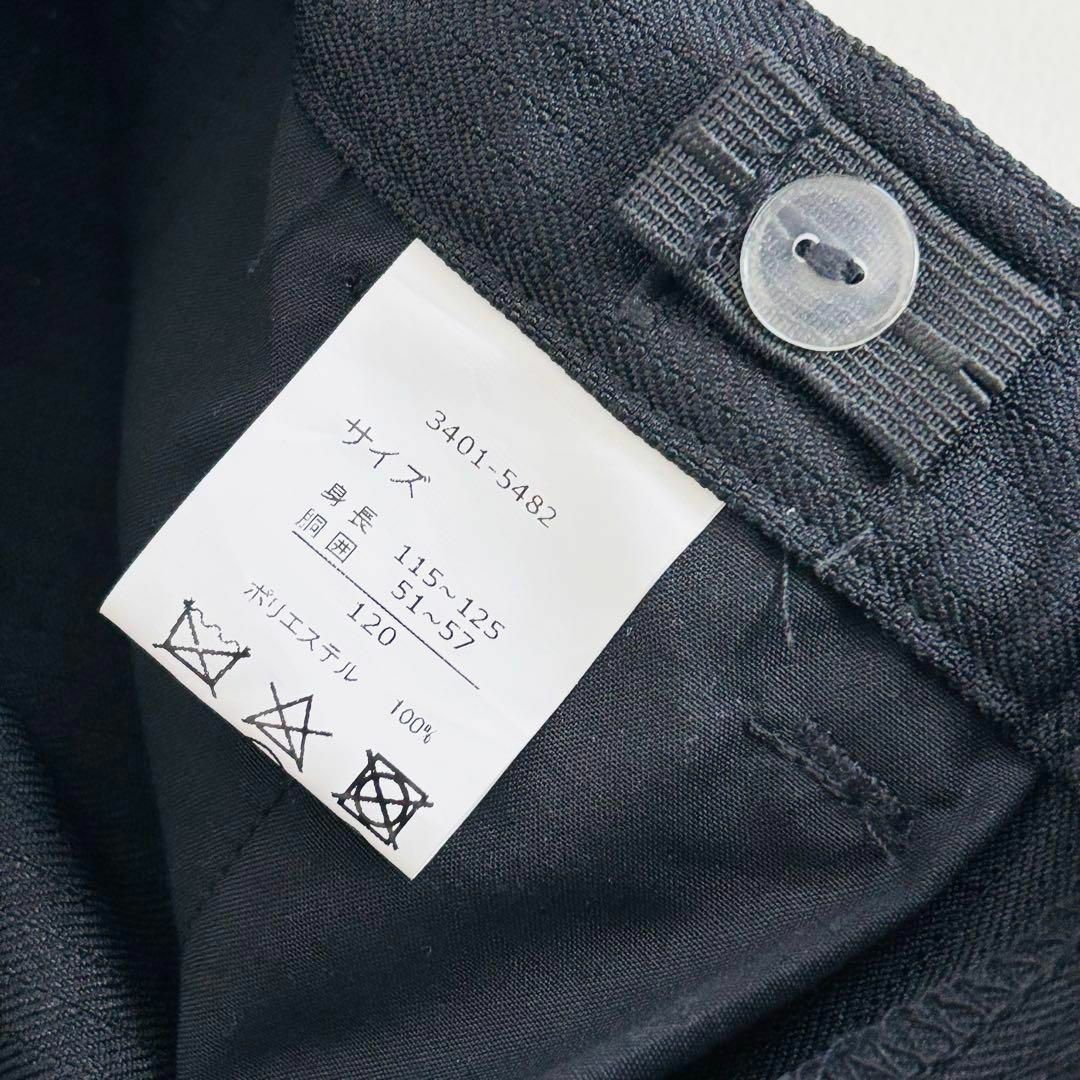 3401-5482
サイズ
身長 115~125
胴囲 51~57
120
ポリエステル 100%